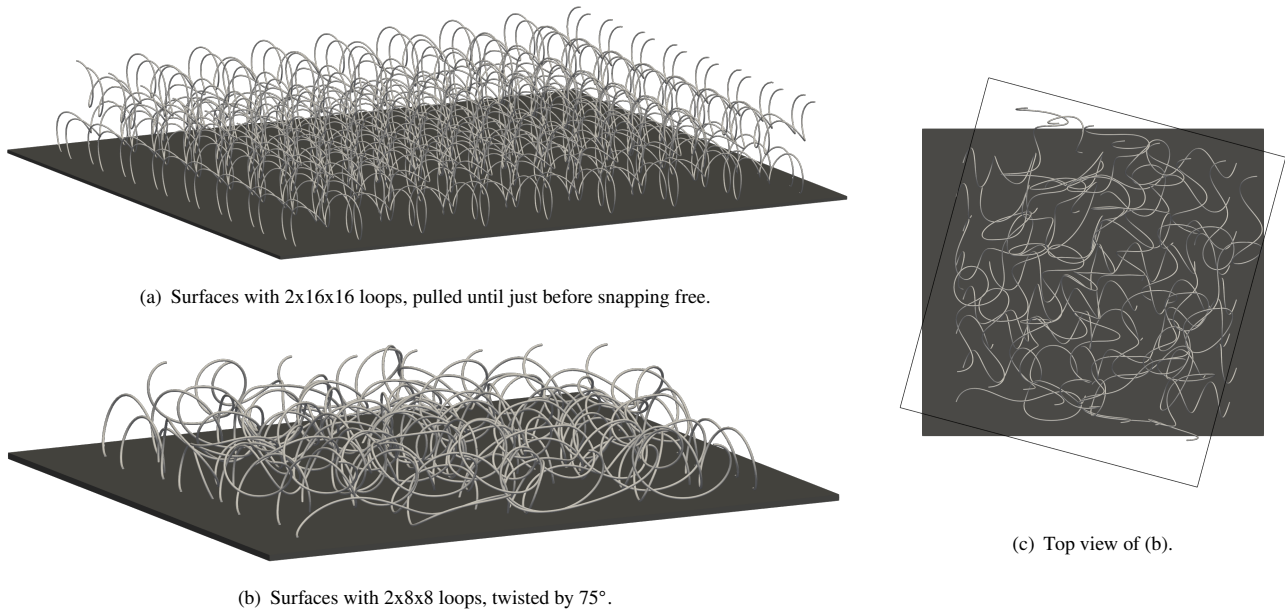 (a) Surfaces with 2x16x16 loops, pulled until just before snapping free.
(b) Surfaces with 2x8x8 loops, twisted by 75°.
(c) Top view of (b).